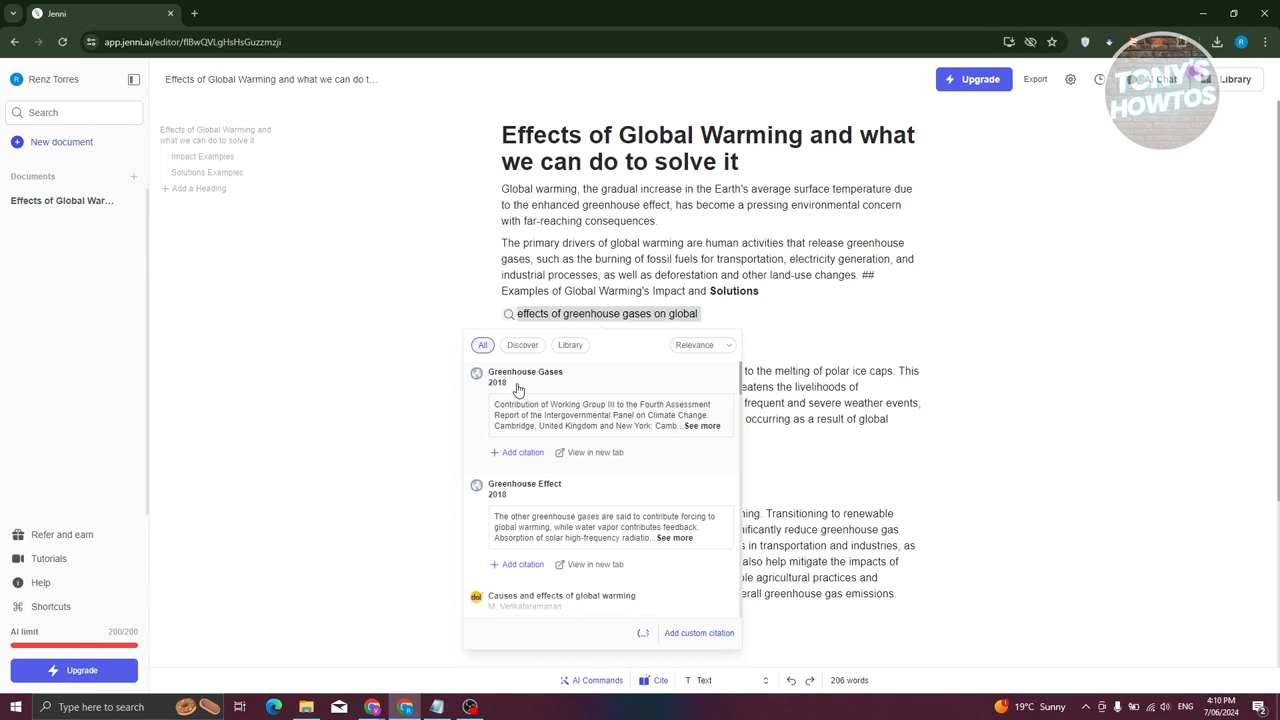 Jenni
app.jenni.ai/editor/fIBwQVLgHsHsGuzzmzji
R
R
Renz Torres
Search
New document
Documents
Effects of Global War...
Refer and earn
Tutorials
Help
Shortcuts
AI limit
200/200
Upgrade
Effects of Global Warming and what we can do t...
Upgrade
Export
AI Chat
Library
TONY'S
HOWTOS
Effects of Global Warming and
what we can do to solve it
Impact Examples
Solutions Examples
Add a Heading
Effects of Global Warming and what
we can do to solve it
Global warming, the gradual increase in the Earth's average surface temperature due
to the enhanced greenhouse effect, has become a pressing environmental concern
with far-reaching consequences.
The primary drivers of global warming are human activities that release greenhouse
gases, such as the burning of fossil fuels for transportation, electricity generation, and
industrial processes, as well as deforestation and other land-use changes. ##
Examples of Global Warming's Impact and Solutions
effects of greenhouse gases on global
All
Discover
Library
Relevance
to the melting of polar ice caps. This
eatens the livelihoods of
frequent and severe weather events,
occurring as a result of global
Greenhouse Gases
2018
Contribution of Working Group III to the Fourth Assessment
Report of the Intergovernmental Panel on Climate Change.
Cambridge, United Kingdom and New York: Camb... See more
+ Add citation
View in new tab
Greenhouse Effect
2018
The other greenhouse gases are said to contribute forcing to
global warming, while water vapor contributes feedback.
Absorption of solar high-frequency radiatio... See more
+ Add citation
View in new tab
doi
Causes and effects of global warming
M. Venkataramanan
ning. Transitioning to renewable
nificantly reduce greenhouse gas
s in transportation and industries, as
also help mitigate the impacts of
ble agricultural practices and
erall greenhouse gas emissions.
Add custom citation
AI Commands
Cite
T Text
206 words
Type here to search
19°C Sunny
ENG
4:10 PM
7/06/2024